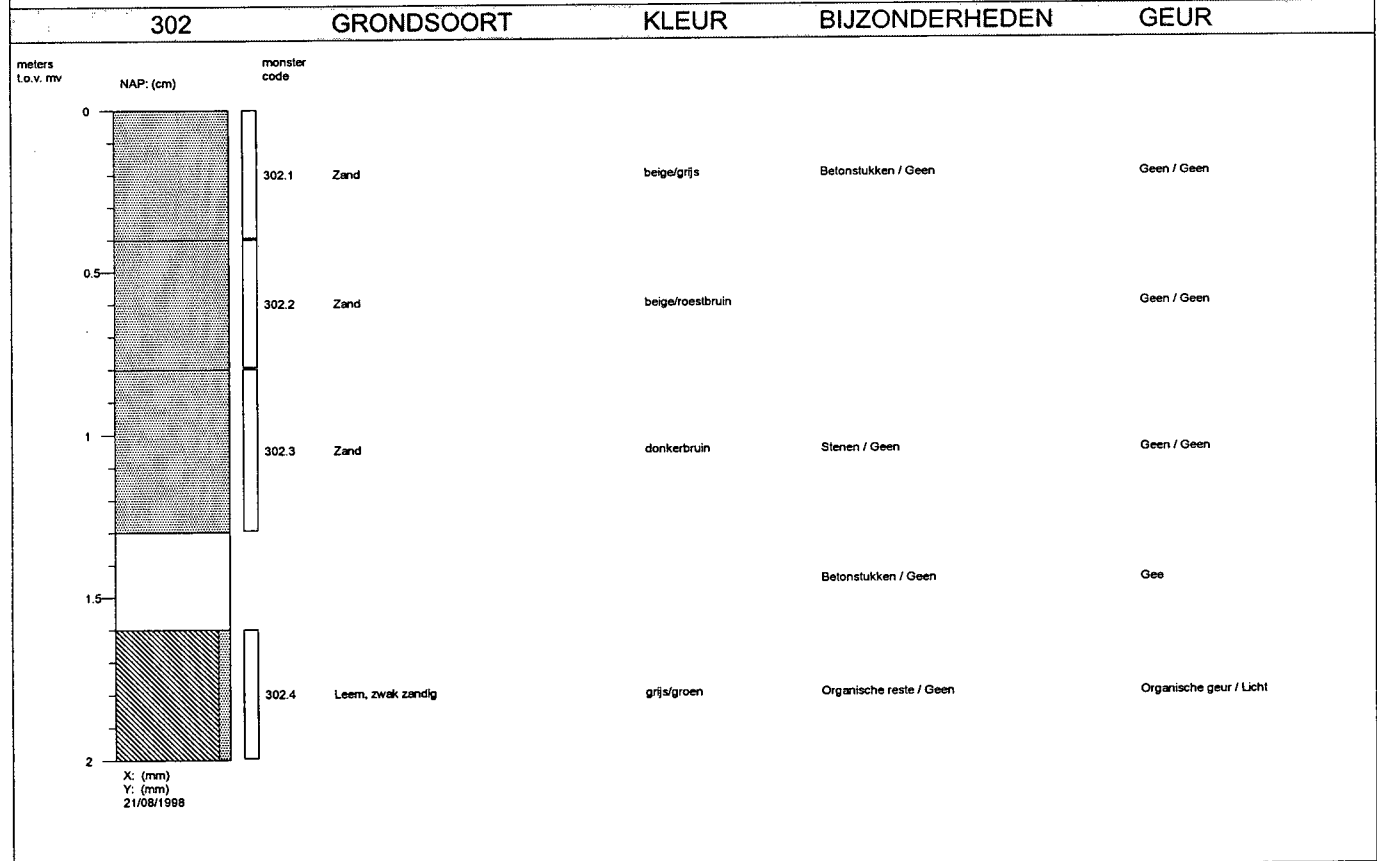 302 GRONDSOORT KLEUR BIJZONDERHEDEN GEUR
meters
t.o.v. mv
NAP: (cm)
monster
code
0
302.1 Zand beige/grijs Betonstukken / Geen Geen / Geen
0.5
302.2 Zand beige/roestbruin Geen / Geen
1
302.3 Zand donkerbruin Stenen / Geen Geen / Geen
Betonstukken / Geen Gee
1.5
302.4 Leem, zwak zandig grijs/groen Organische reste / Geen Organische geur / Licht
2
X: (mm)
Y: (mm)
21/08/1998